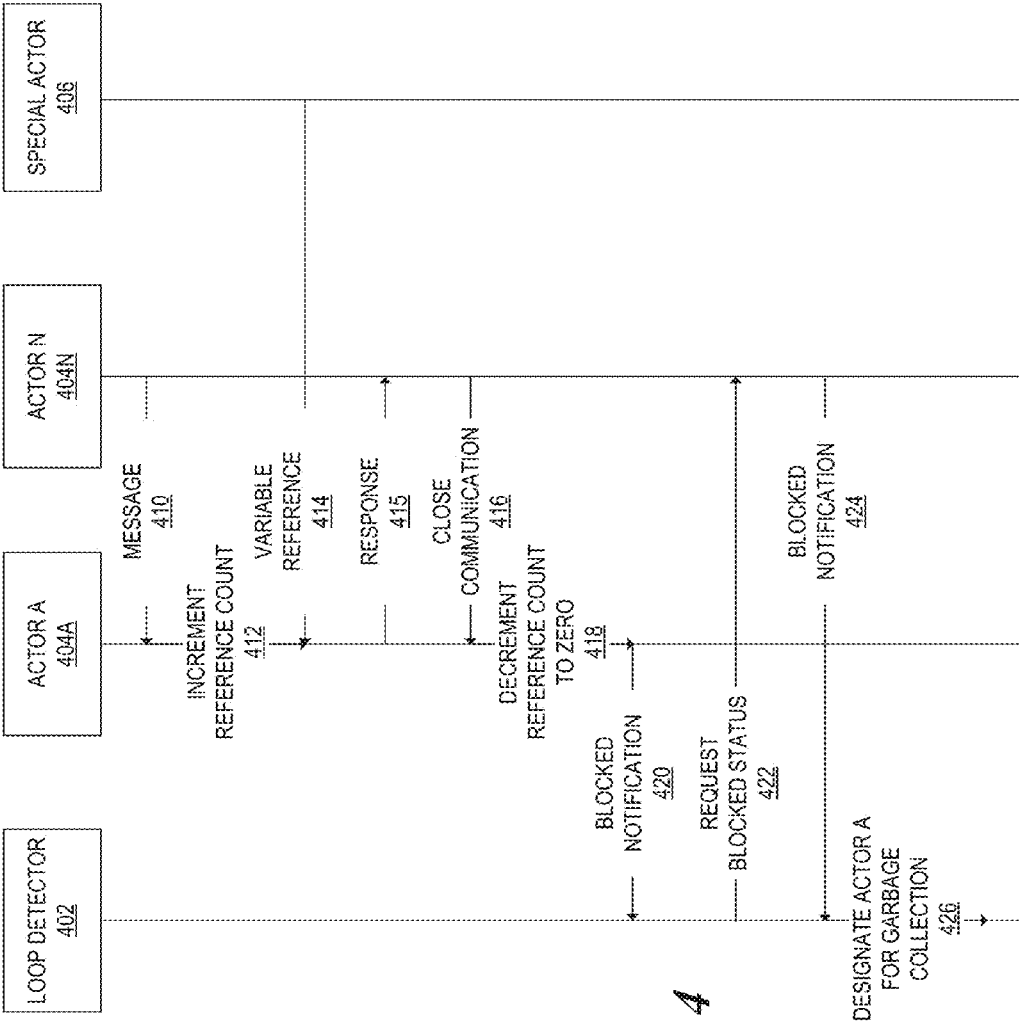 LOOP DETECTOR
402
ACTOR A
404A
ACTOR N
404N
SPECIAL ACTOR
406
MESSAGE
410
INCREMENT
REFERENCE COUNT
412
VARIABLE
REFERENCE
414
RESPONSE
415
CLOSE
COMMUNICATION
416
DECREMENT
REFERENCE COUNT
TO ZERO
418
BLOCKED
NOTIFICATION
420
REQUEST
BLOCKED STATUS
422
BLOCKED
NOTIFICATION
424
DESIGNATE ACTOR A
FOR GARBAGE
COLLECTION
426
4